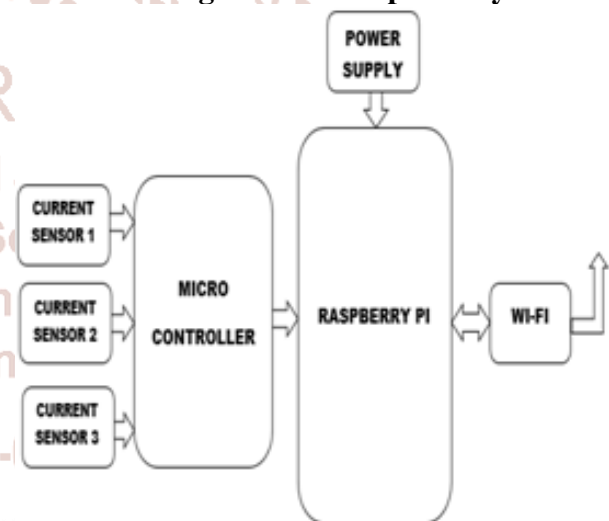 POWER
SUPPLY
CURRENT
SENSOR 1
CURRENT
SENSOR 2
CURRENT
SENSOR 3
MICRO
CONTROLLER
RASPBERRY PI
WI-FI